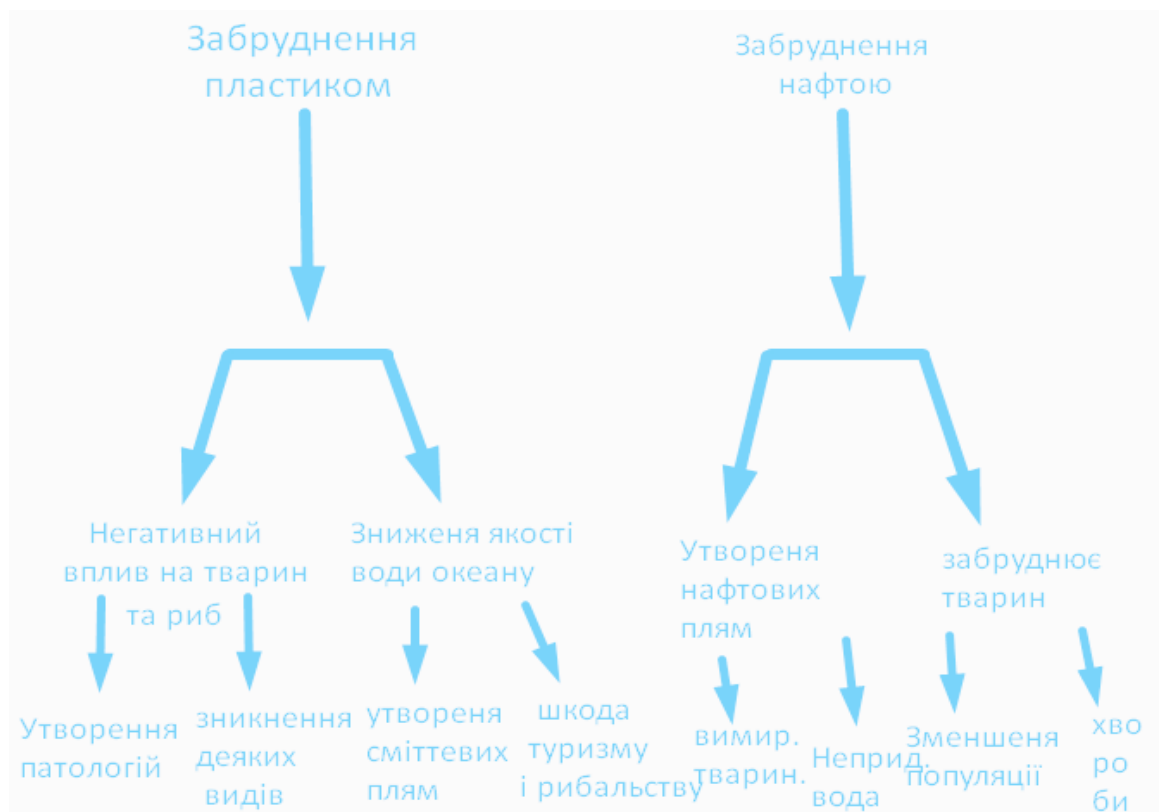 Забруднення
пластиком
Забруднення
нафтою
Негативний
вплив на тварин
та риб
Зниженя якості
води океану
Утвореня
нафтових
плям
забруднює
тварин
Утворення
патологій
зникнення
деяких
видів
утвореня
сміттевих
плям
шкода
туризму
і рибальству
вимир.
тварин.
Неприд.
вода
Зменшеня
популяції
хво
ро
би